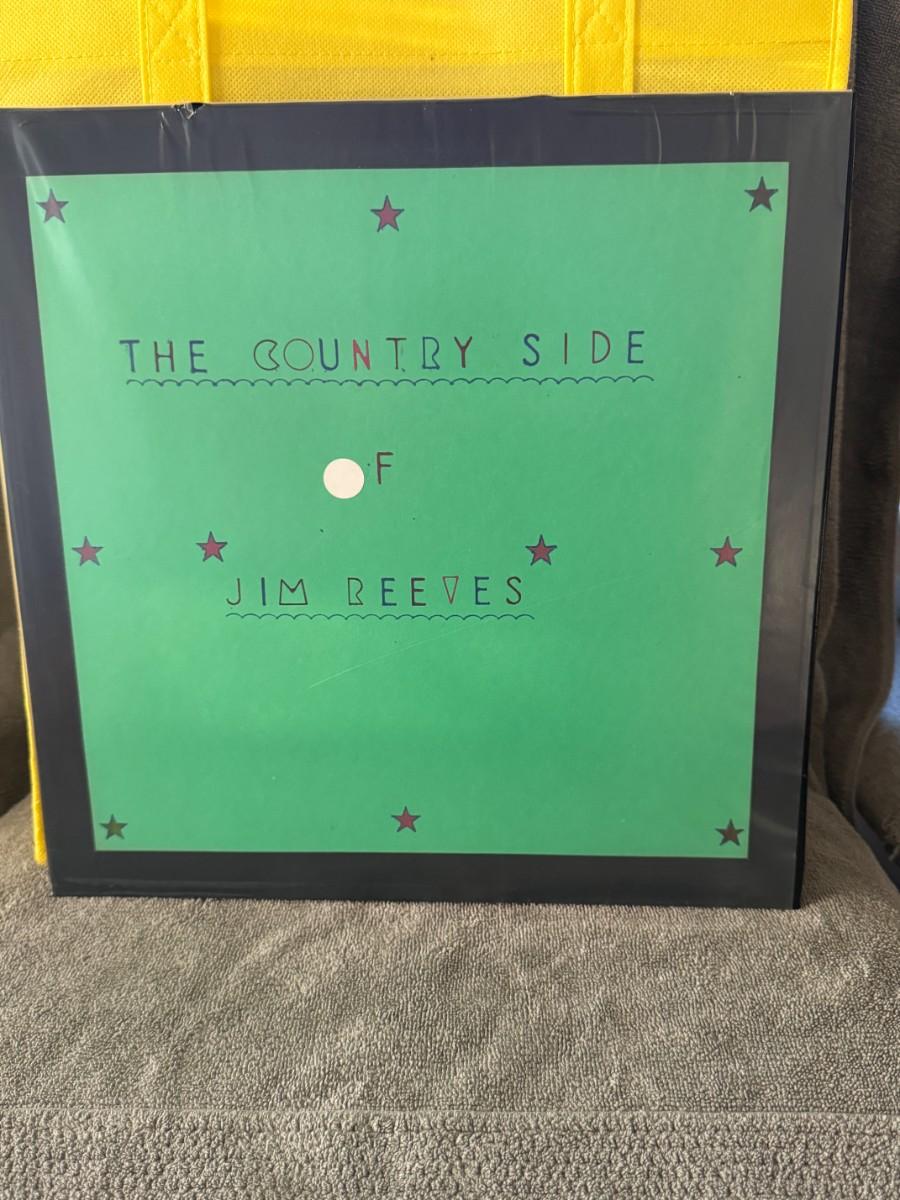 THE COUNTRY SIDE
OF
JIM REEVES